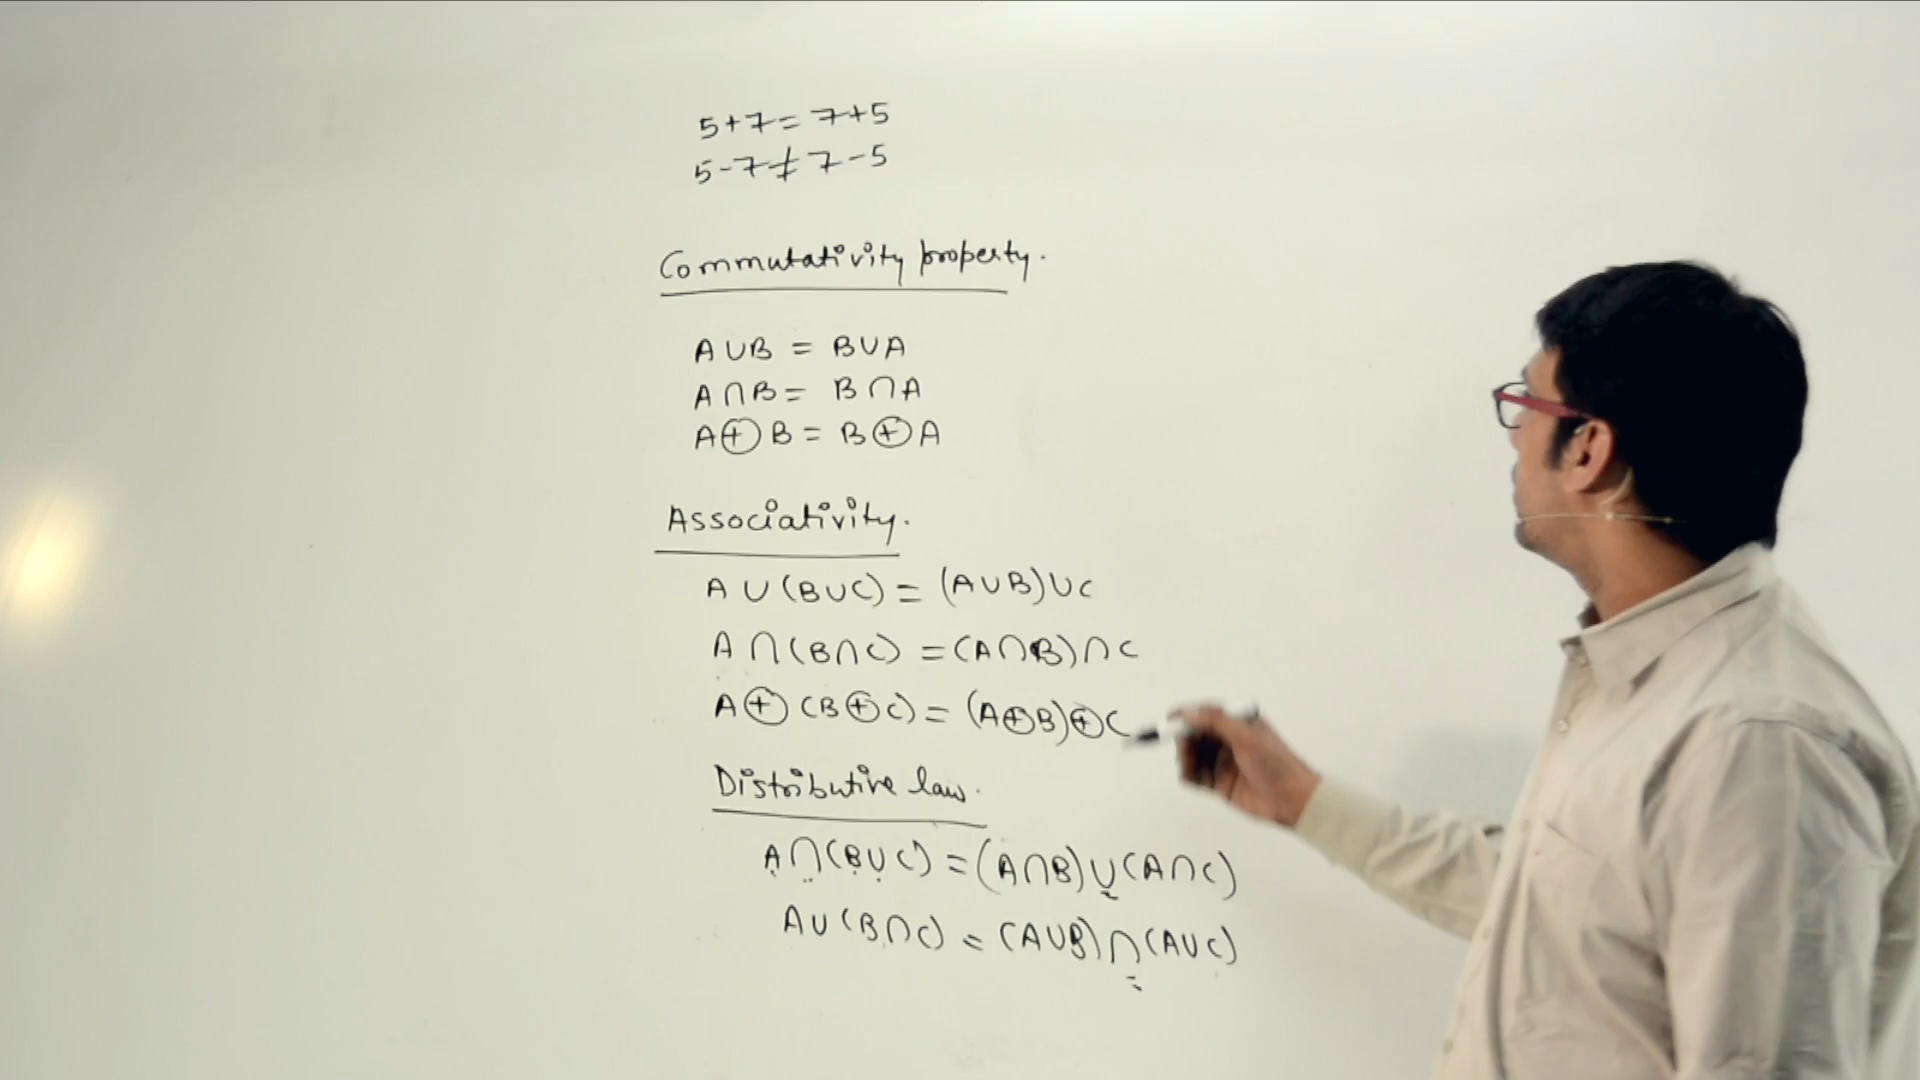 5+7=7+5
5-7≠7-5
Commutativity property.
A∪B = B∪A
A∩B = B∩A
A⊕B = B⊕A
Associativity.
A∪(B∪C) = (A∪B)∪C
A∩(B∩C) = (A∩B)∩C
A⊕(B⊕C) = (A⊕B)⊕C
Distributive law.
A∩(B∪C) = (A∩B)∪(A∩C)
A∪(B∩C) = (A∪B)∩(A∪C)